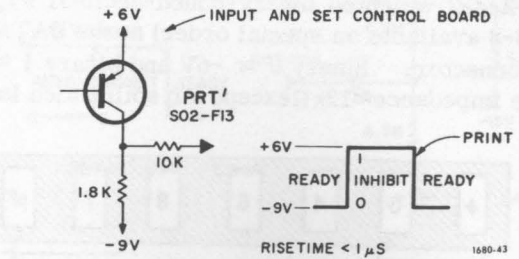 +6V
INPUT AND SET CONTROL BOARD
PRT'
S02-F13
10K
1.8K
-9V
+6V
PRINT
1
READY INHIBIT READY
0
-9V
RISETIME < 1 μS
1680-43